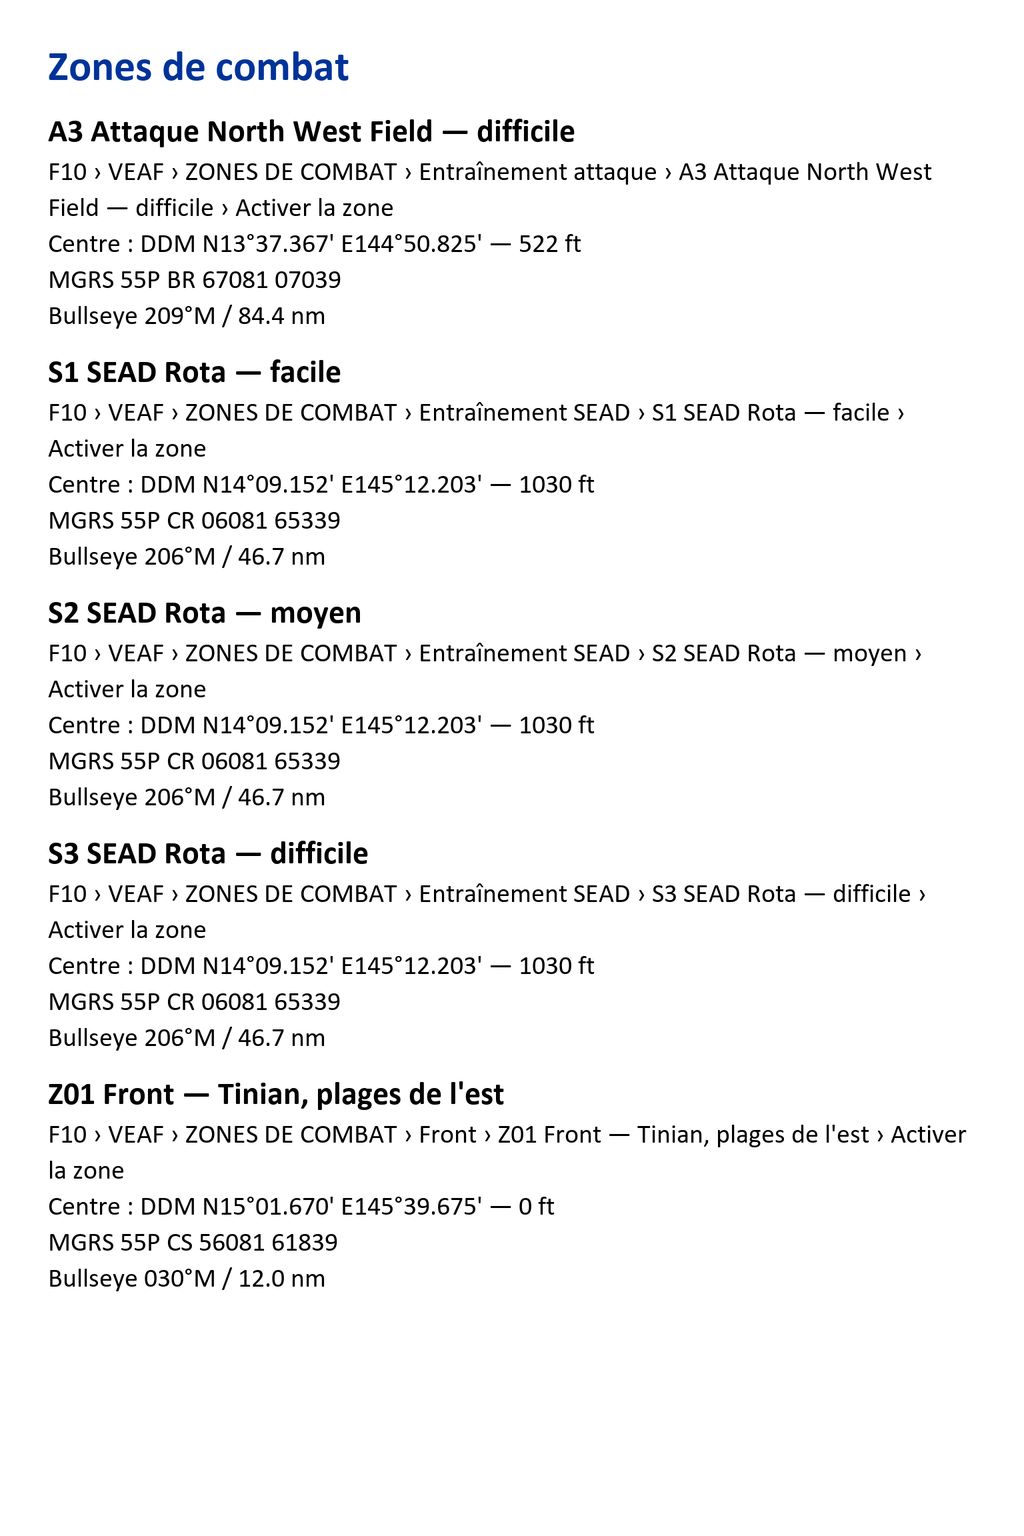 Zones de combat
A3 Attaque North West Field — difficile
F10 › VEAF › ZONES DE COMBAT › Entraînement attaque › A3 Attaque North West
Field — difficile › Activer la zone
Centre : DDM N13°37.367' E144°50.825' — 522 ft
MGRS 55P BR 67081 07039
Bullseye 209°M / 84.4 nm
S1 SEAD Rota — facile
F10 › VEAF › ZONES DE COMBAT › Entraînement SEAD › S1 SEAD Rota — facile ›
Activer la zone
Centre : DDM N14°09.152' E145°12.203' — 1030 ft
MGRS 55P CR 06081 65339
Bullseye 206°M / 46.7 nm
S2 SEAD Rota — moyen
F10 › VEAF › ZONES DE COMBAT › Entraînement SEAD › S2 SEAD Rota — moyen ›
Activer la zone
Centre : DDM N14°09.152' E145°12.203' — 1030 ft
MGRS 55P CR 06081 65339
Bullseye 206°M / 46.7 nm
S3 SEAD Rota — difficile
F10 › VEAF › ZONES DE COMBAT › Entraînement SEAD › S3 SEAD Rota — difficile ›
Activer la zone
Centre : DDM N14°09.152' E145°12.203' — 1030 ft
MGRS 55P CR 06081 65339
Bullseye 206°M / 46.7 nm
Z01 Front — Tinian, plages de l'est
F10 › VEAF › ZONES DE COMBAT › Front › Z01 Front — Tinian, plages de l'est › Activer
la zone
Centre : DDM N15°01.670' E145°39.675' — 0 ft
MGRS 55P CS 56081 61839
Bullseye 030°M / 12.0 nm